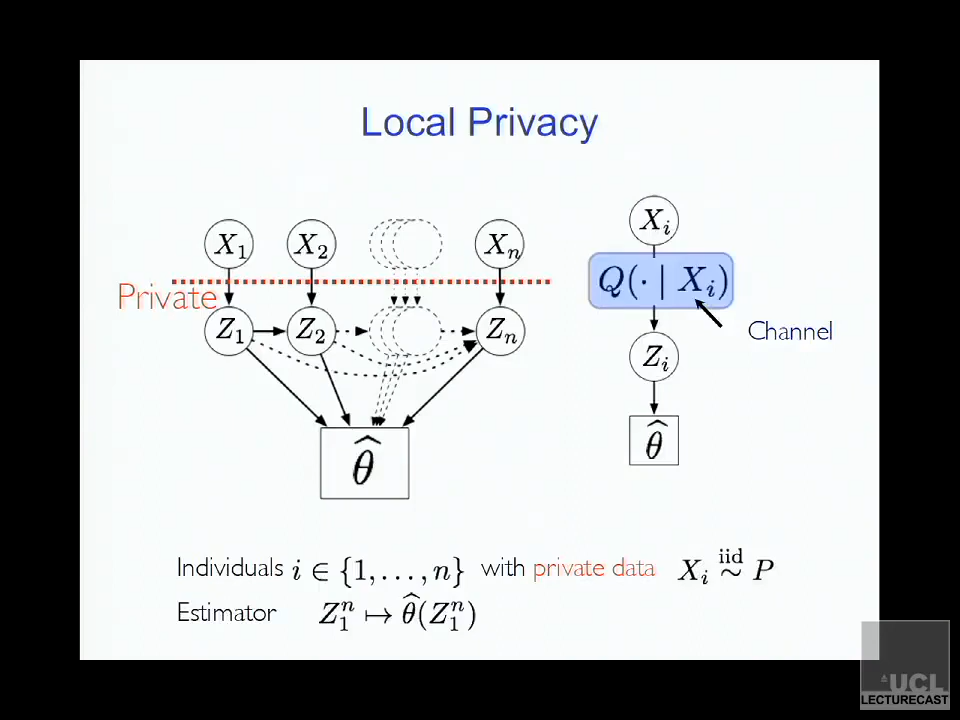 Local Privacy
X₁ X₂ Xₙ
Private
Z₁ Z₂ Zₙ
θ̂
Xᵢ
Q(· | Xᵢ)
Channel
Zᵢ
θ̂
Individuals i ∈ {1, . . . , n} with private data Xᵢ ~ⁱⁱᵈ P
Estimator Z₁ⁿ ↦ θ̂(Z₁ⁿ)
UCL
LECTURECAST